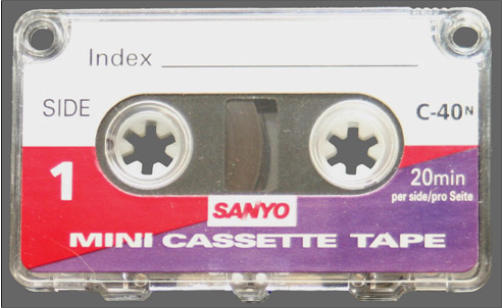 Index
SIDE
C-40N
1
20min
per side/pro Seite
SANYO
MINI CASSETTE TAPE